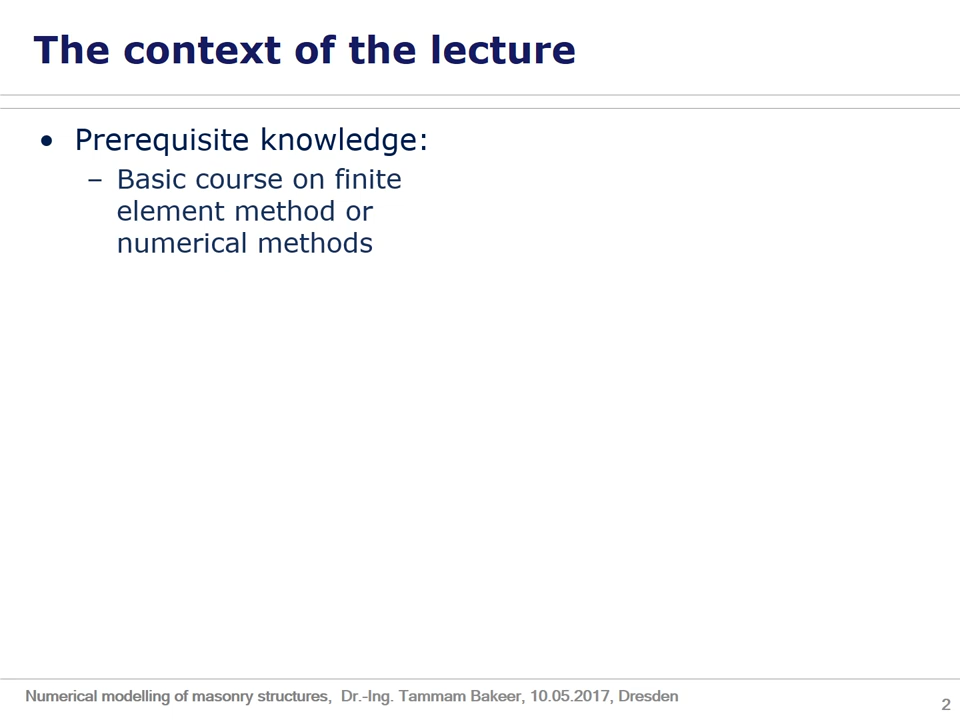 The context of the lecture
• Prerequisite knowledge:
– Basic course on finite
element method or
numerical methods
Numerical modelling of masonry structures, Dr.-Ing. Tammam Bakeer, 10.05.2017, Dresden
2